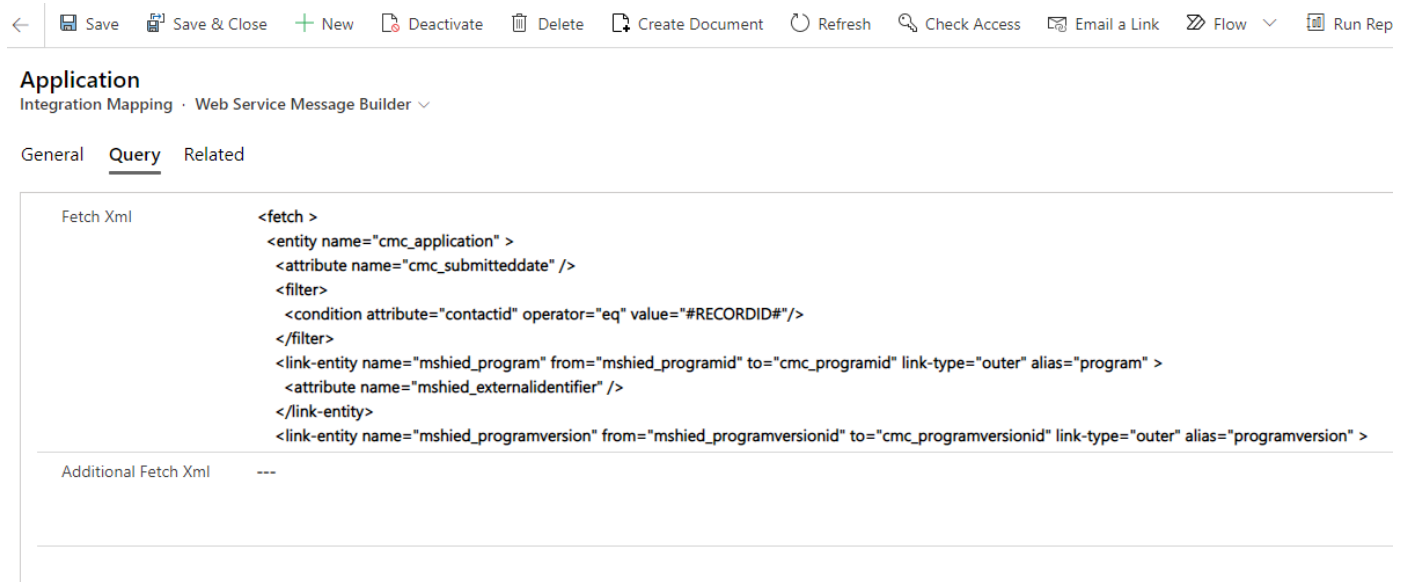 Save Save & Close New Deactivate Delete Create Document Refresh Check Access Email a Link Flow Run Rep
Application
Integration Mapping · Web Service Message Builder
General Query Related
Fetch Xml <fetch >
<entity name="cmc_application" >
<attribute name="cmc_submitteddate" />
<filter>
<condition attribute="contactid" operator="eq" value="#RECORDID#"/>
</filter>
<link-entity name="mshied_program" from="mshied_programid" to="cmc_programid" link-type="outer" alias="program" >
<attribute name="mshied_externalidentifier" />
</link-entity>
<link-entity name="mshied_programversion" from="mshied_programversionid" to="cmc_programversionid" link-type="outer" alias="programversion" >
Additional Fetch Xml ---